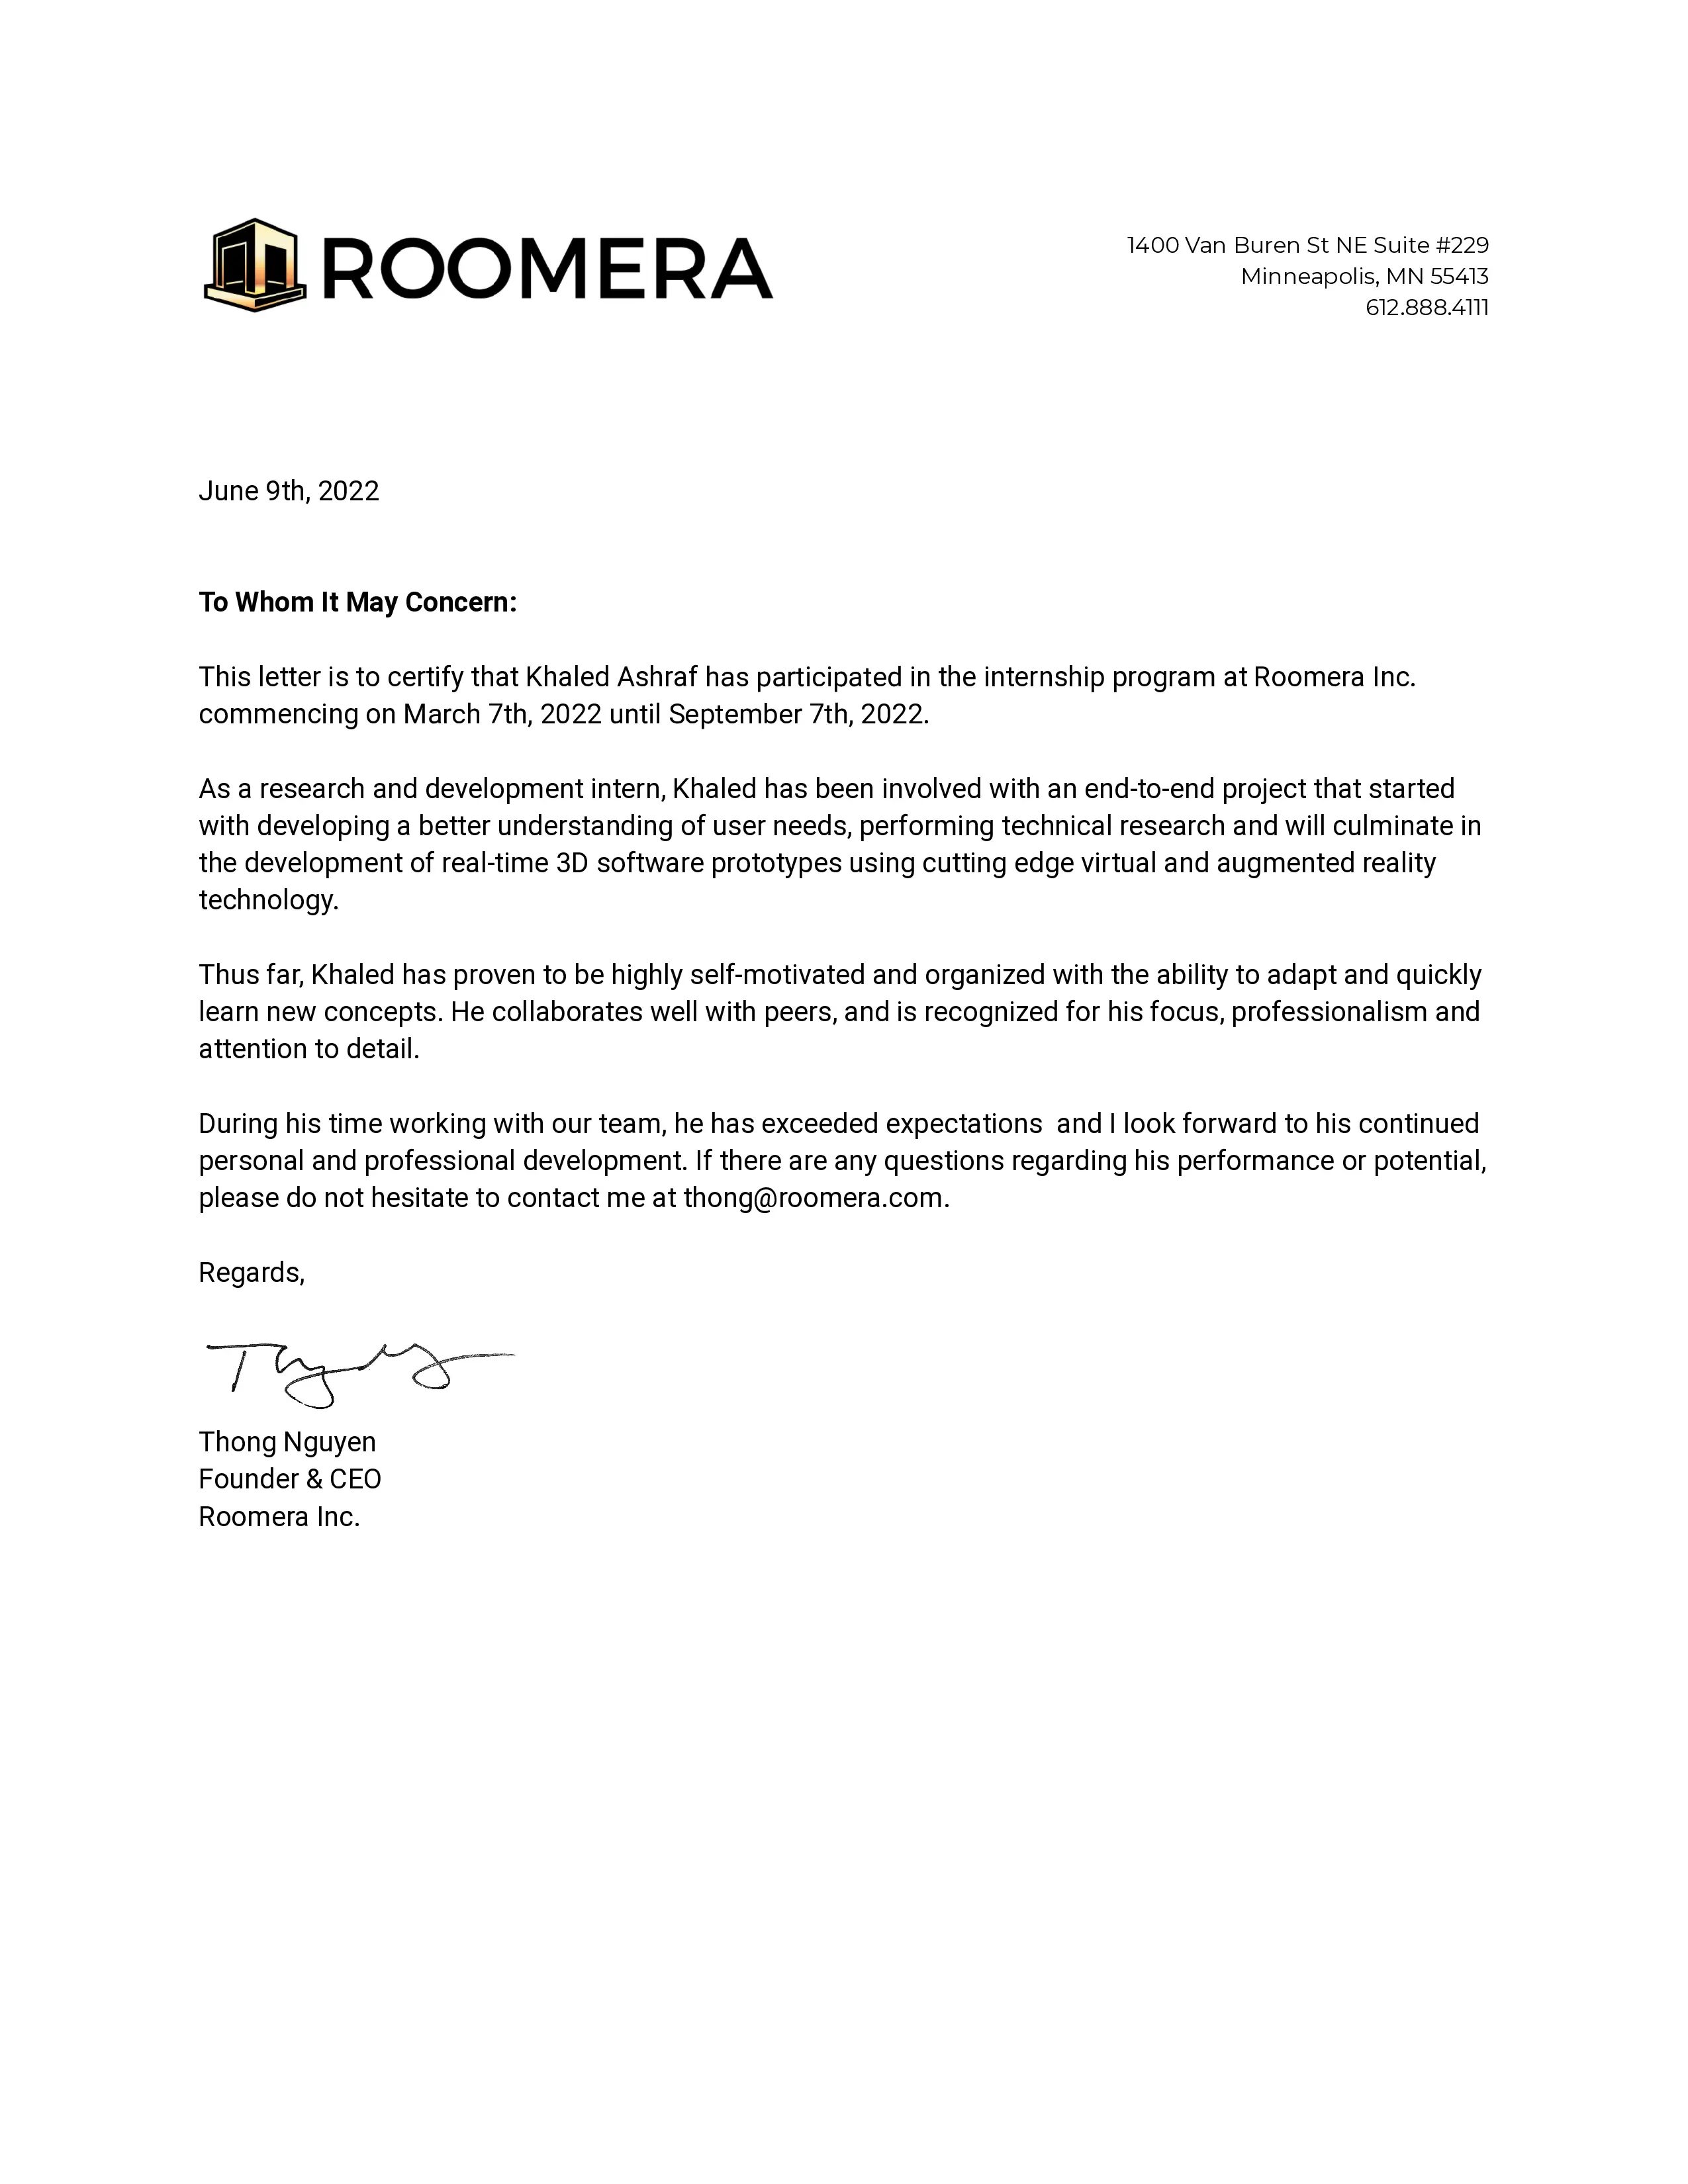 ROOMERA
1400 Van Buren St NE Suite #229
Minneapolis, MN 55413
612.888.4111
June 9th, 2022
To Whom It May Concern:
This letter is to certify that Khaled Ashraf has participated in the internship program at Roomera Inc.
commencing on March 7th, 2022 until September 7th, 2022.
As a research and development intern, Khaled has been involved with an end-to-end project that started
with developing a better understanding of user needs, performing technical research and will culminate in
the development of real-time 3D software prototypes using cutting edge virtual and augmented reality
technology.
Thus far, Khaled has proven to be highly self-motivated and organized with the ability to adapt and quickly
learn new concepts. He collaborates well with peers, and is recognized for his focus, professionalism and
attention to detail.
During his time working with our team, he has exceeded expectations  and I look forward to his continued
personal and professional development. If there are any questions regarding his performance or potential,
please do not hesitate to contact me at thong@roomera.com.
Regards,
Thong Nguyen
Founder & CEO
Roomera Inc.